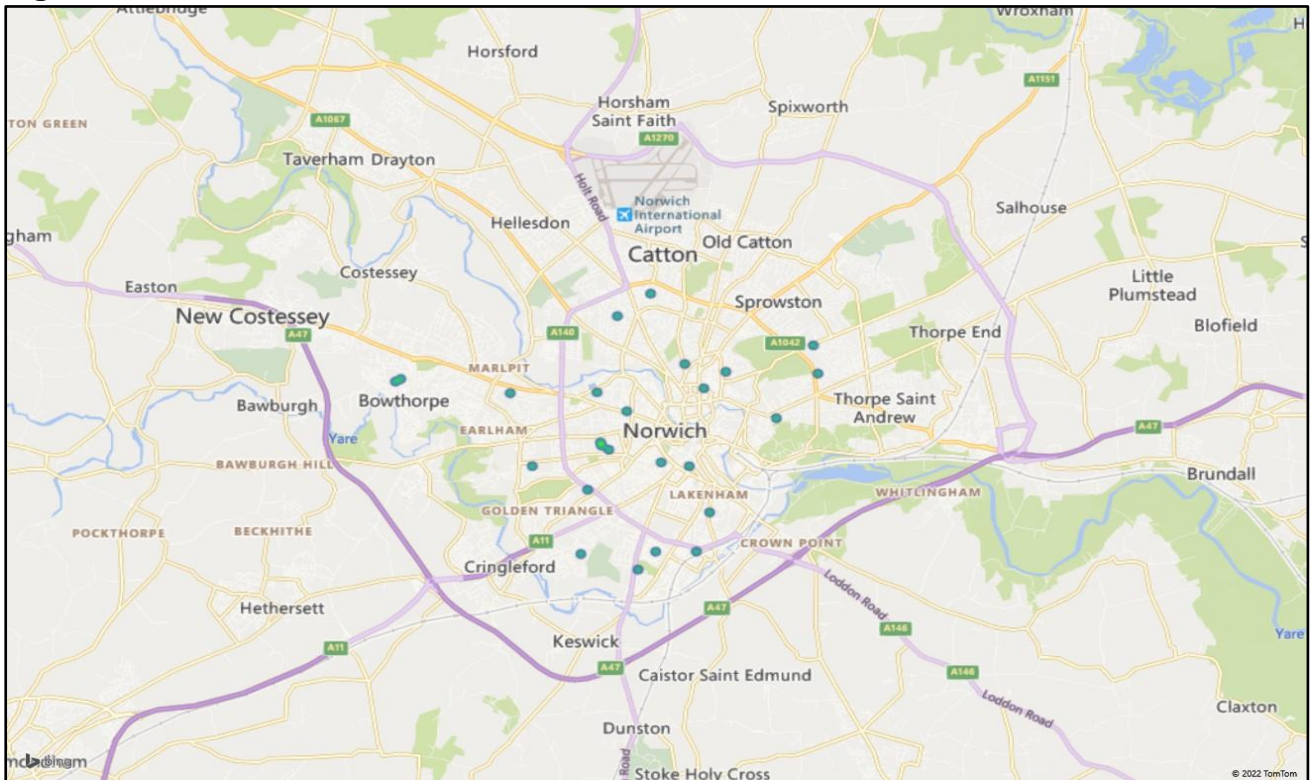 Attlebridge
Wroxham
Horsford
H
A1151
Horsham
Saint Faith
Spixworth
A1067
TON GREEN
A1270
Taverham Drayton
Holt Road
Norwich
International
Airport
Salhouse
Hellesdon
gham
Old Catton
S
Catton
Costessey
Little
Plumstead
Easton
Sprowston
New Costessey
A47
A140
A1042
Thorpe End
Blofield
MARLPIT
Bowthorpe
Bawburgh
Thorpe Saint
Andrew
Yare
EARLHAM
Norwich
A47
BAWBURGH HILL
Brundall
LAKENHAM
WHITLINGHAM
GOLDEN TRIANGLE
POCKTHORPE
BECKHITHE
A11
CROWN POINT
Cringleford
Loddon Road
Hethersett
A47
A146
Keswick
Yare
A11
A47
Caistor Saint Edmund
A146
Loddon Road
Claxton
Dunston
Road
bing
Stoke Holy Cross
© 2022 TomTom